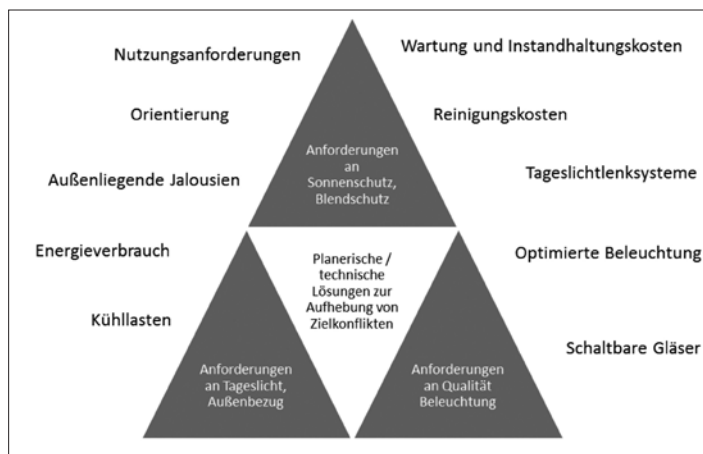 Nutzungsanforderungen
Wartung und Instandhaltungskosten
Orientierung
Reinigungskosten
Anforderungen
an
Sonnenschutz,
Blendschutz
Außenliegende Jalousien
Tageslichtlenksysteme
Energieverbrauch
Optimierte Beleuchtung
Planerische /
technische
Lösungen zur
Aufhebung von
Zielkonflikten
Kühllasten
Schaltbare Gläser
Anforderungen
an Tageslicht,
Außenbezug
Anforderungen
an Qualität
Beleuchtung